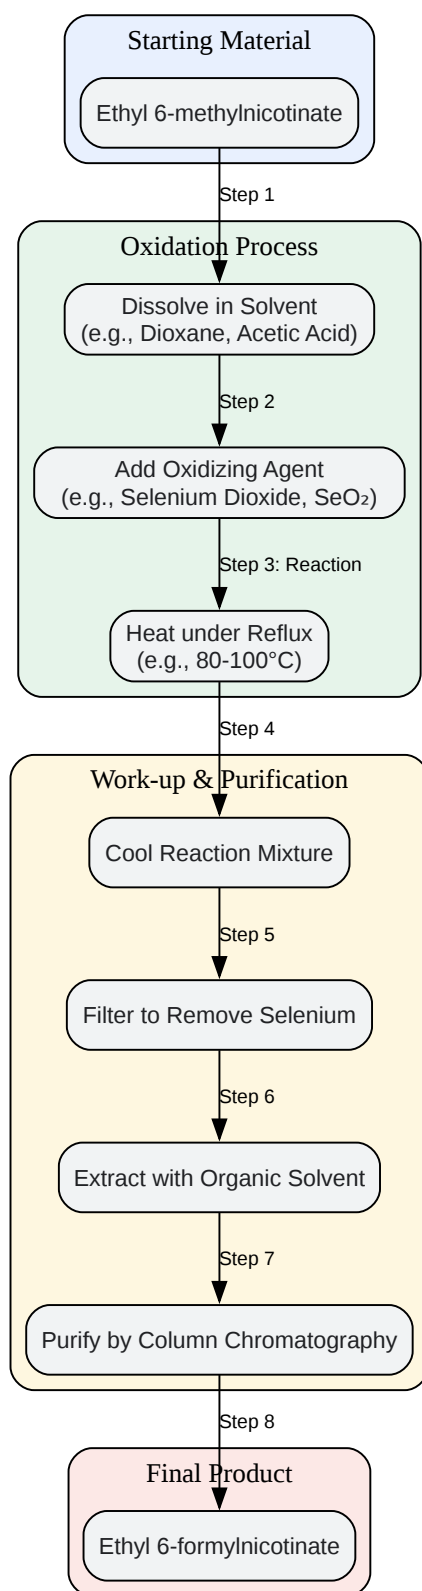 Starting Material
Ethyl 6-methylnicotinate
Step 1
Oxidation Process
Dissolve in Solvent
(e.g., Dioxane, Acetic Acid)
Step 2
Add Oxidizing Agent
(e.g., Selenium Dioxide, SeO₂)
Step 3: Reaction
Heat under Reflux
(e.g., 80-100°C)
Step 4
Work-up & Purification
Cool Reaction Mixture
Step 5
Filter to Remove Selenium
Step 6
Extract with Organic Solvent
Step 7
Purify by Column Chromatography
Step 8
Final Product
Ethyl 6-formylnicotinate